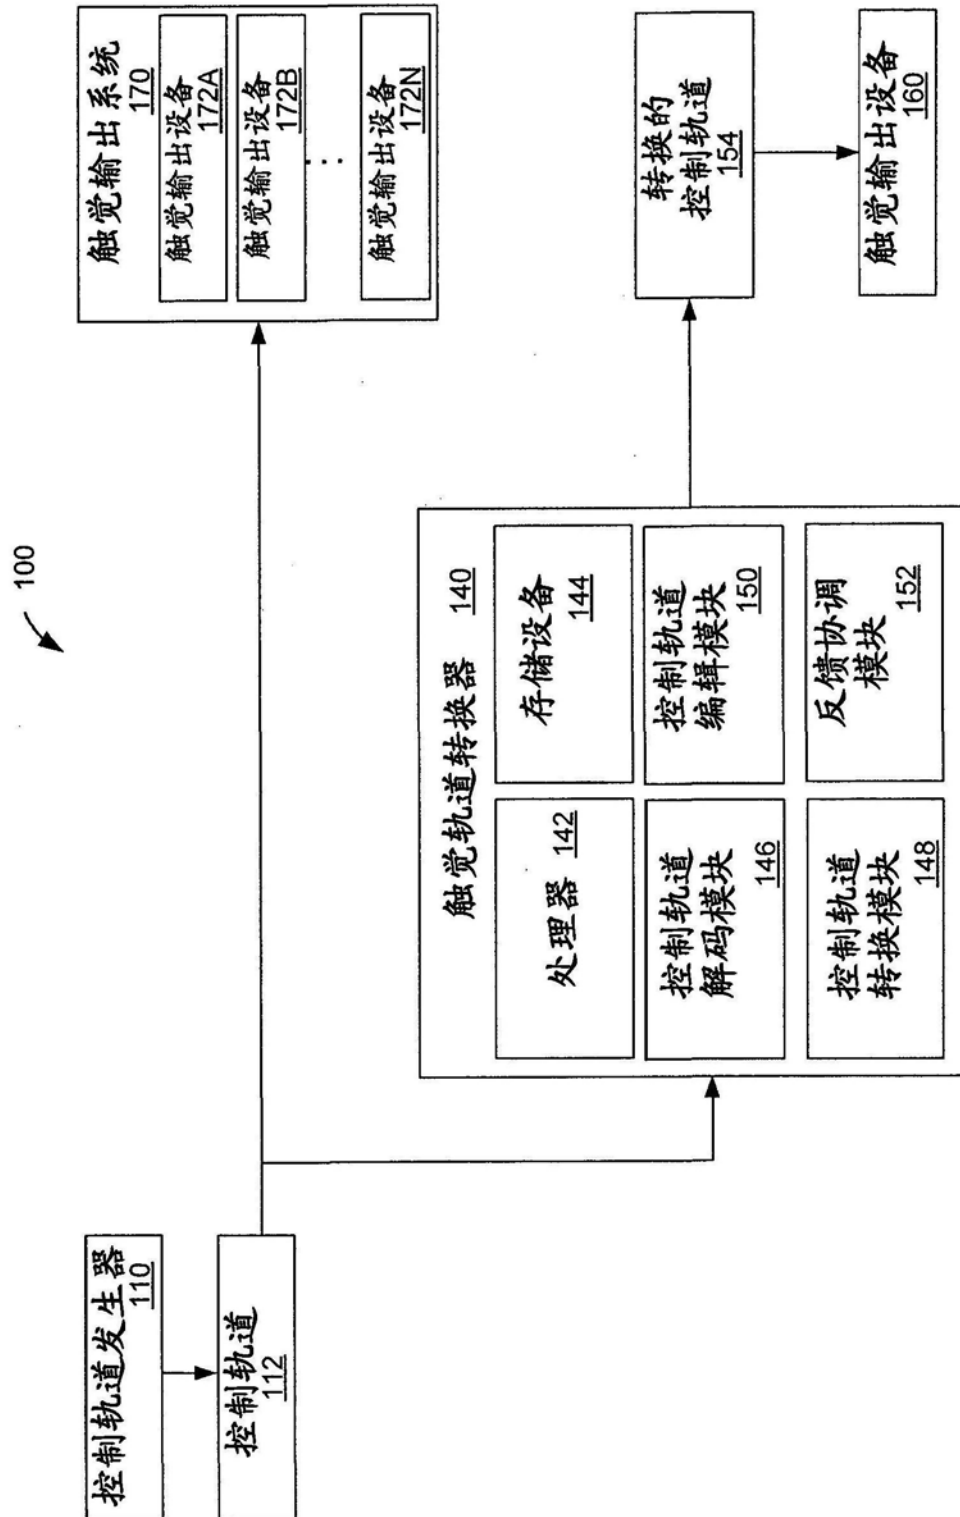 100
控制轨道发生器
110
控制轨道
112
触觉输出系统
170
触觉输出设备
172A
触觉输出设备
172B
...
触觉输出设备
172N
触觉轨道转换器 140
处理器
142
存储设备
144
控制轨道
解码模块
146
控制轨道
编辑模块
150
控制轨道
转换模块
148
反馈协调
模块
152
转换的
控制轨道
154
触觉输出设备
160